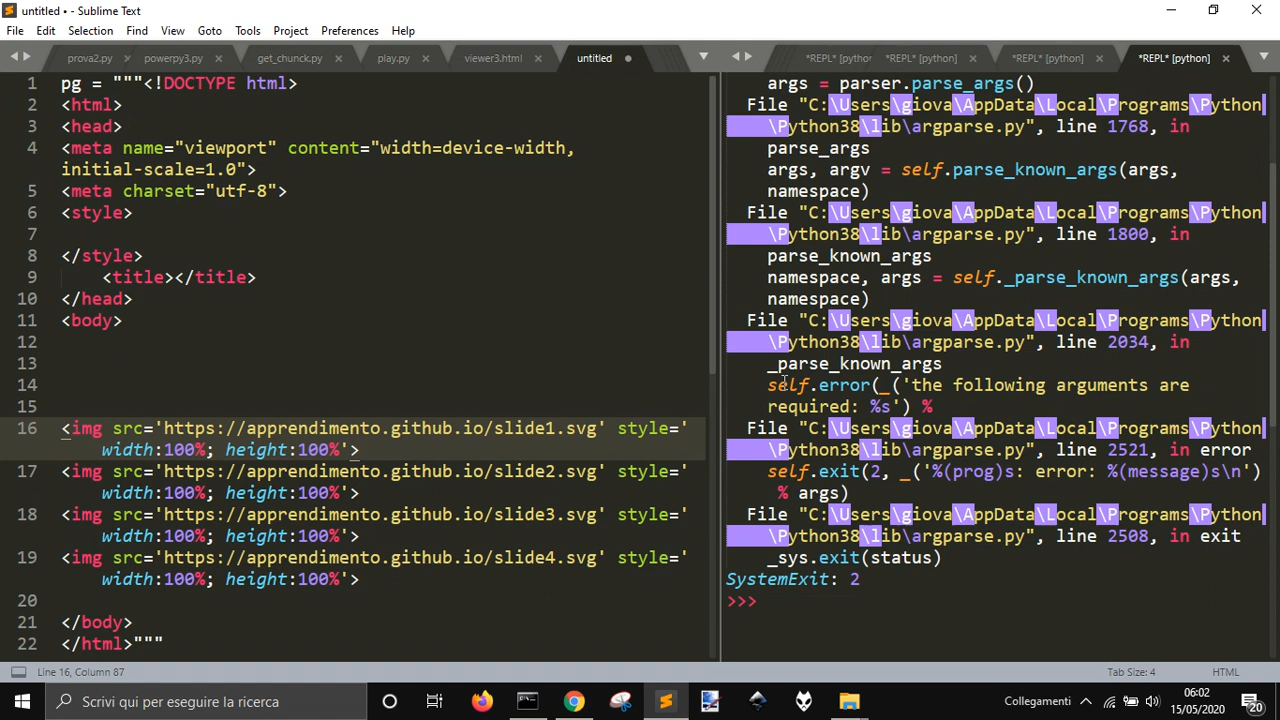 untitled • - Sublime Text
File Edit Selection Find View Goto Tools Project Preferences Help
prova2.py powerpy3.py get_chunck.py play.py viewer3.html untitled
*REPL* [pythor *REPL* [python] *REPL* [python] *REPL* [python]
1 pg = """<!DOCTYPE html>
2 <html>
3 <head>
4 <meta name="viewport" content="width=device-width,
initial-scale=1.0">
5 <meta charset="utf-8">
6 <style>
7
8 </style>
9 <title></title>
10 </head>
11 <body>
12
13
14
15
16 <img src='https://apprendimento.github.io/slide1.svg' style='
width:100%; height:100%'>
17 <img src='https://apprendimento.github.io/slide2.svg' style='
width:100%; height:100%'>
18 <img src='https://apprendimento.github.io/slide3.svg' style='
width:100%; height:100%'>
19 <img src='https://apprendimento.github.io/slide4.svg' style='
width:100%; height:100%'>
20
21 </body>
22 </html>"""
args = parser.parse_args()
File "C:\Users\giova\AppData\Local\Programs\Python
\Python38\lib\argparse.py", line 1768, in
parse_args
args, argv = self.parse_known_args(args,
namespace)
File "C:\Users\giova\AppData\Local\Programs\Python
\Python38\lib\argparse.py", line 1800, in
parse_known_args
namespace, args = self._parse_known_args(args,
namespace)
File "C:\Users\giova\AppData\Local\Programs\Python
\Python38\lib\argparse.py", line 2034, in
_parse_known_args
self.error(_('the following arguments are
required: %s') %
File "C:\Users\giova\AppData\Local\Programs\Python
\Python38\lib\argparse.py", line 2521, in error
self.exit(2, _('%(prog)s: error: %(message)s\n')
% args)
File "C:\Users\giova\AppData\Local\Programs\Python
\Python38\lib\argparse.py", line 2508, in exit
_sys.exit(status)
SystemExit: 2
>>>
Line 16, Column 87 Tab Size: 4 HTML
Scrivi qui per eseguire la ricerca
Collegamenti
06:02
15/05/2020
20